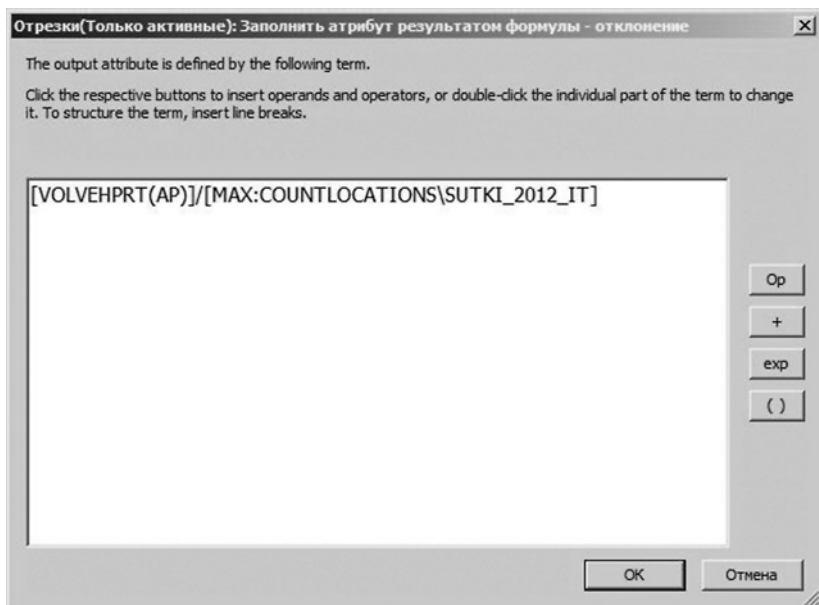 Отрезки(Только активные): Заполнить атрибут результатом формулы - отклонение
The output attribute is defined by the following term.
Click the respective buttons to insert operands and operators, or double-click the individual part of the term to change
it. To structure the term, insert line breaks.
[VOLVEHPRT(AP)]/[MAX:COUNTLOCATIONS\SUTKI_2012_IT]
Op
+
exp
( )
OK
Отмена